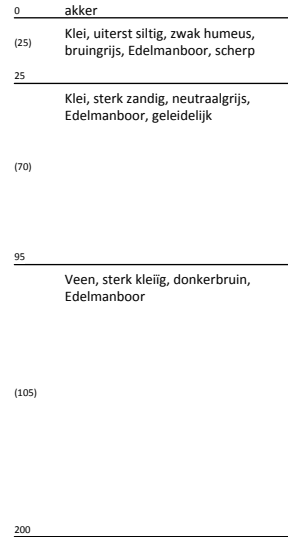 0 akker
(25) Klei, uiterst siltig, zwak humeus,
bruingrijs, Edelmanboor, scherp
25
Klei, sterk zandig, neutraalgrijs,
Edelmanboor, geleidelijk
(70)
95
Veen, sterk kleiïg, donkerbruin,
Edelmanboor
(105)
200